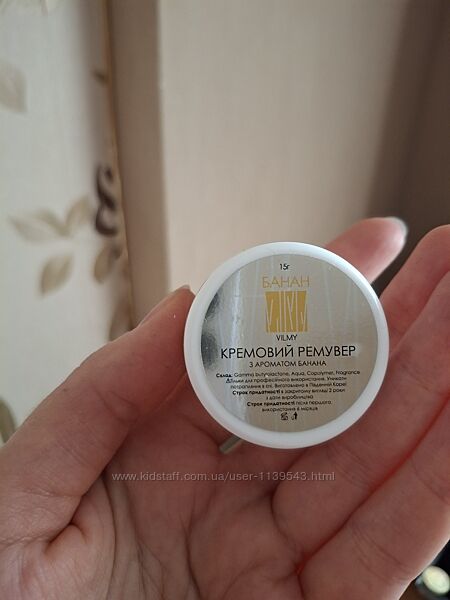 15г
БАНАН
VILMY
КРЕМОВИЙ РЕМУВЕР
З АРОМАТОМ БАНАНА
Склад: Gamma butyrolactone, Aqua, Copolymer, Fragrance
Тільки для професійного використання. Уникати
потрапляння в очі. Виготовлено в Південній Кореї
Строк придатності в закритому вигляді 2 роки
з дати виробництва
Строк придатності після першого
використання 6 місяців
www.kidstaff.com.ua/user-1139543.html